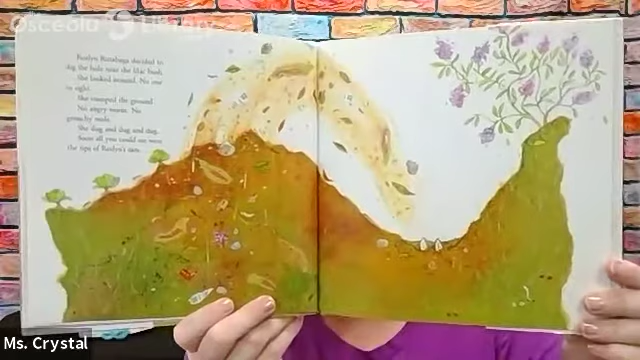 Osceola Library
Roslyn Rutabaga decided to
dig the hole near the lilac bush.
She looked around. No one
in sight.
She stamped the ground.
No angry worm. No
grouchy mole.
She dug and dug and dug.
Soon all you could see were
the tips of Roslyn's ears.
Ms. Crystal